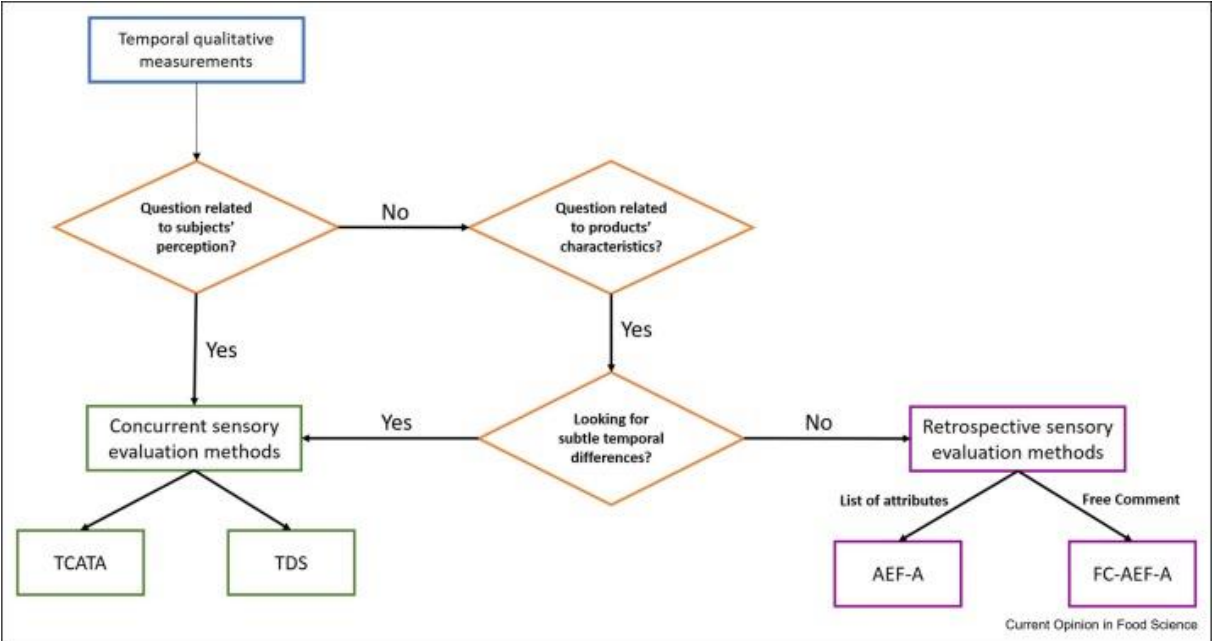 Temporal qualitative
measurements
Question related
to subjects'
perception?
No
Question related
to products'
characteristics?
Yes
Yes
Concurrent sensory
evaluation methods
Yes
Looking for
subtle temporal
differences?
No
Retrospective sensory
evaluation methods
List of attributes
Free Comment
TCATA
TDS
AEF-A
FC-AEF-A
Current Opinion in Food Science